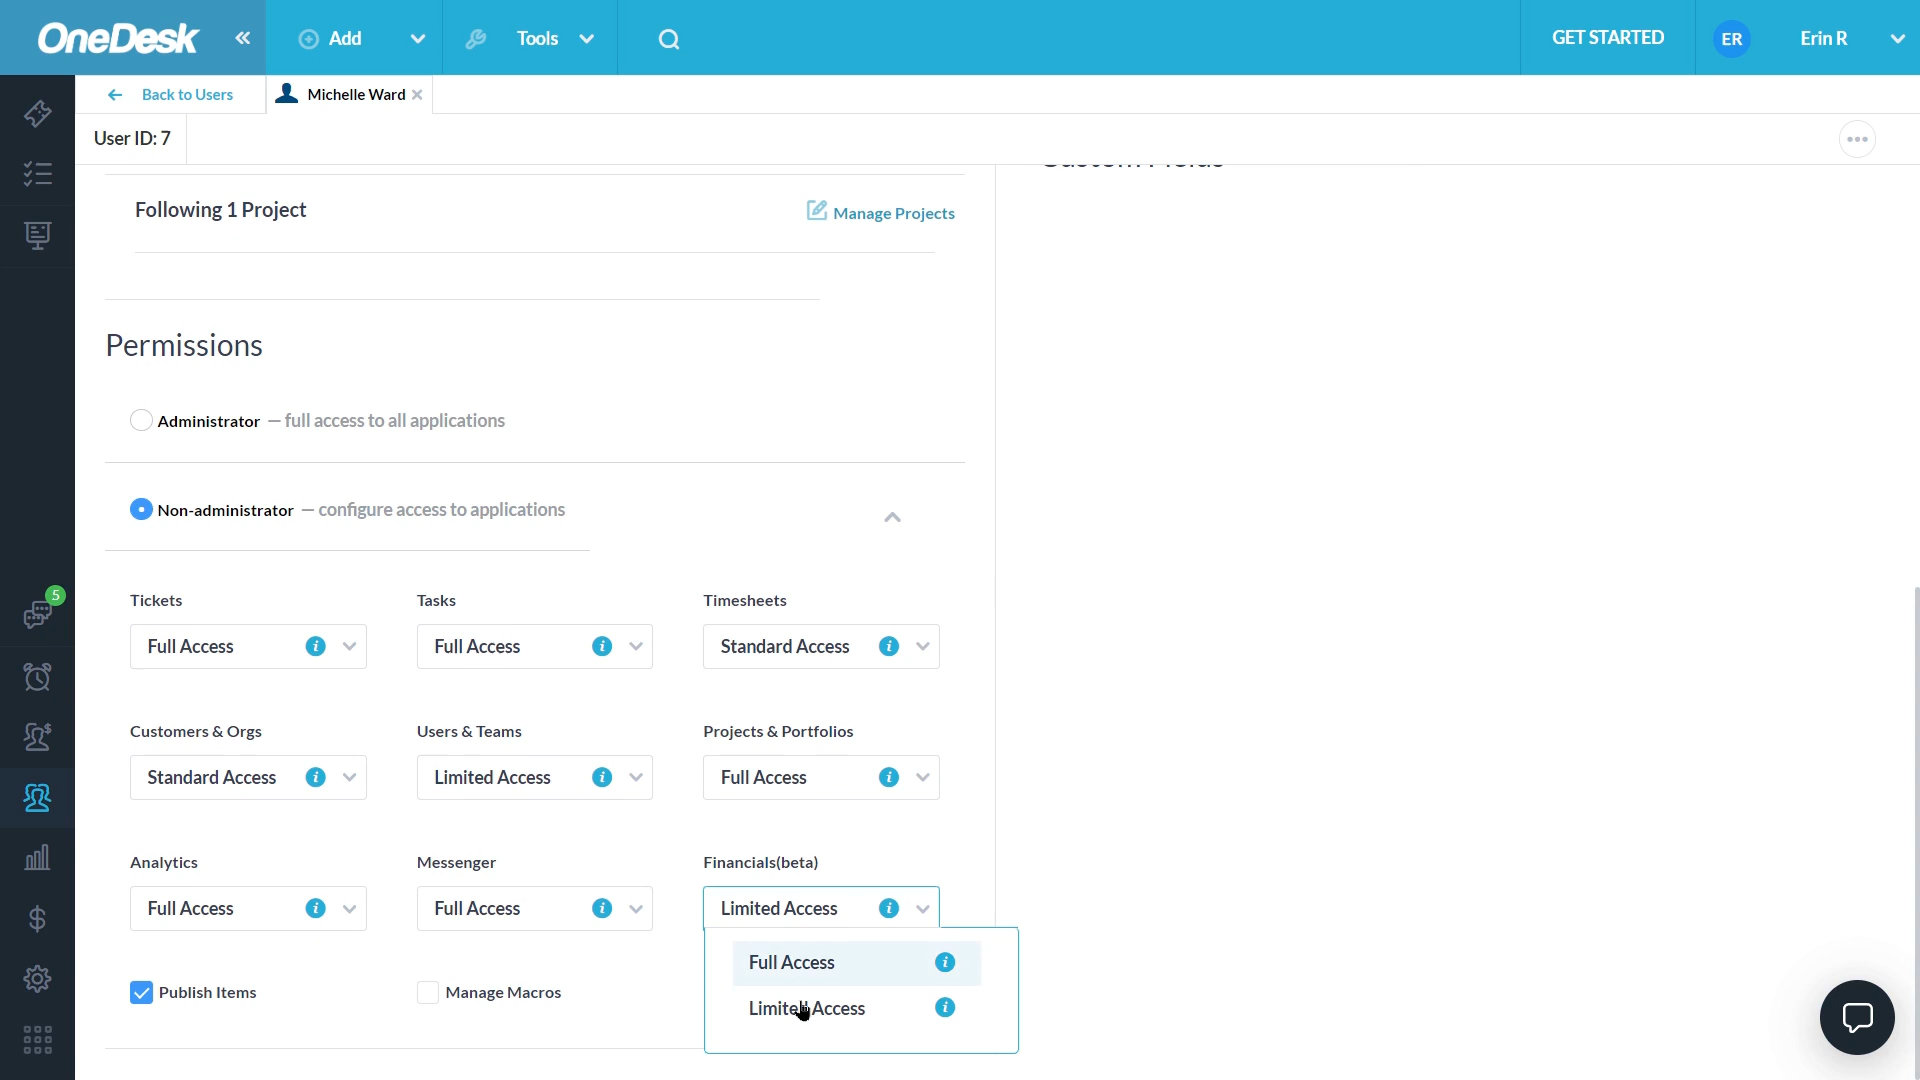 OneDesk
Add
Tools
GET STARTED
ER
Erin R
Back to Users
Michelle Ward
User ID: 7
Custom Fields
Following 1 Project
Manage Projects
Permissions
Administrator — full access to all applications
Non-administrator — configure access to applications
Tickets
Tasks
Timesheets
Full Access
Full Access
Standard Access
Customers & Orgs
Users & Teams
Projects & Portfolios
Standard Access
Limited Access
Full Access
5
Analytics
Messenger
Financials(beta)
Full Access
Full Access
Limited Access
Full Access
Limited Access
Publish Items
Manage Macros